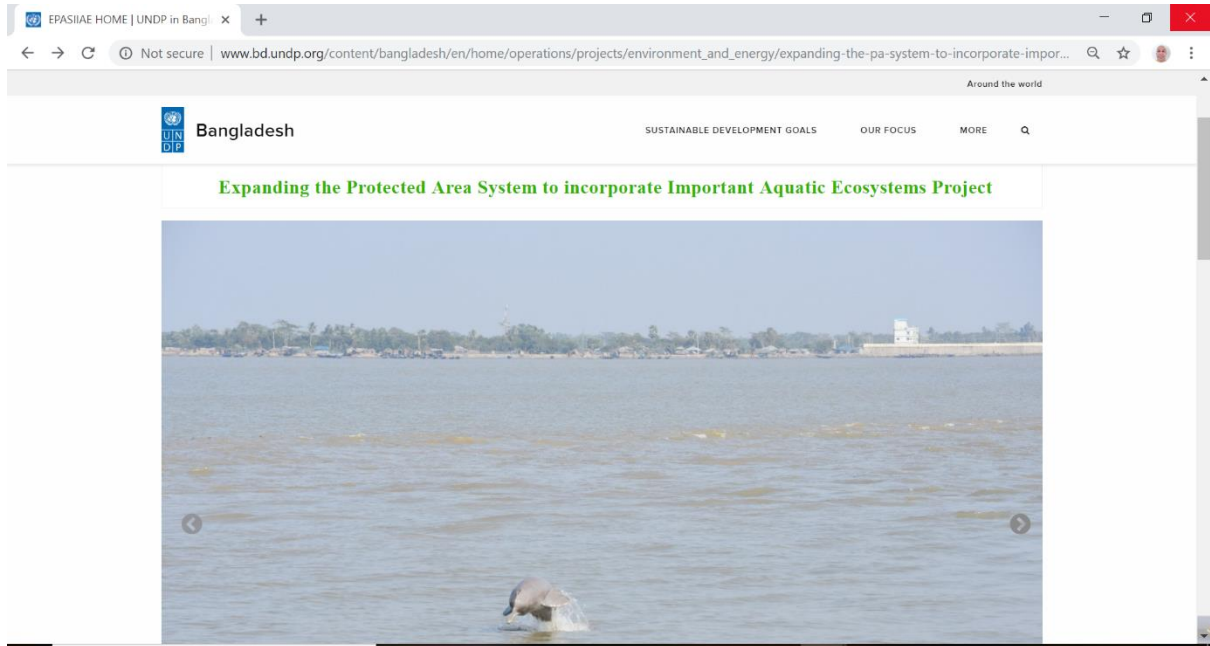 EPASIIAE HOME | UNDP in Bangl
Not secure | www.bd.undp.org/content/bangladesh/en/home/operations/projects/environment_and_energy/expanding-the-pa-system-to-incorporate-impor...
Around the world
UN
DP
Bangladesh
SUSTAINABLE DEVELOPMENT GOALS OUR FOCUS MORE
Expanding the Protected Area System to incorporate Important Aquatic Ecosystems Project